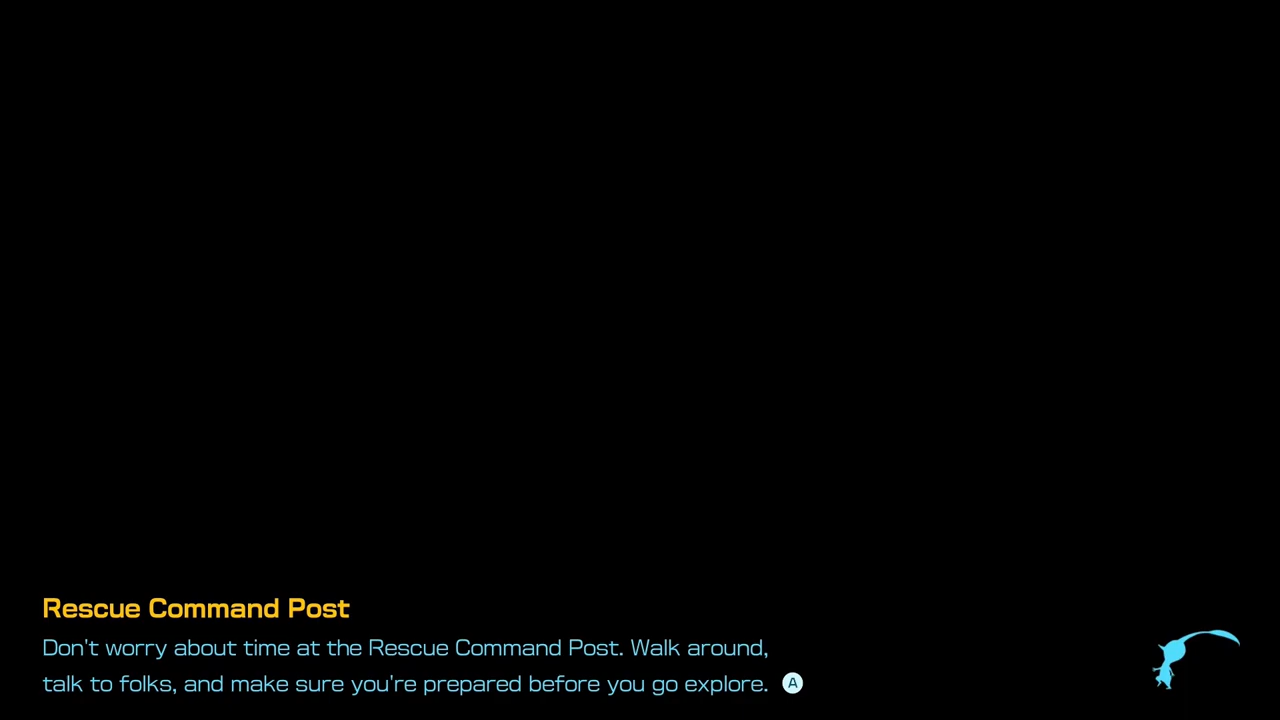 Rescue Command Post
Don't worry about time at the Rescue Command Post. Walk around,
talk to folks, and make sure you're prepared before you go explore. A